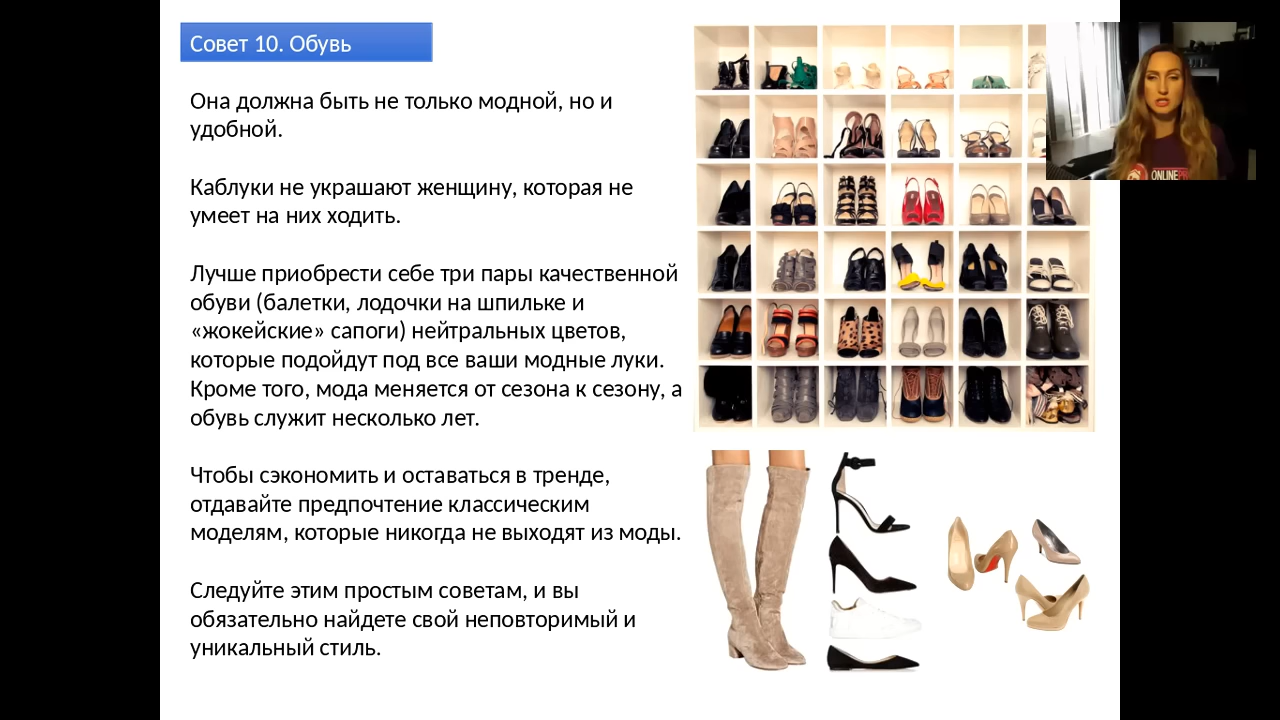 Совет 10. Обувь
Она должна быть не только модной, но и
удобной.
Каблуки не украшают женщину, которая не
умеет на них ходить.
Лучше приобрести себе три пары качественной
обуви (балетки, лодочки на шпильке и
«жокейские» сапоги) нейтральных цветов,
которые подойдут под все ваши модные луки.
Кроме того, мода меняется от сезона к сезону, а
обувь служит несколько лет.
Чтобы сэкономить и оставаться в тренде,
отдавайте предпочтение классическим
моделям, которые никогда не выходят из моды.
Следуйте этим простым советам, и вы
обязательно найдете свой неповторимый и
уникальный стиль.